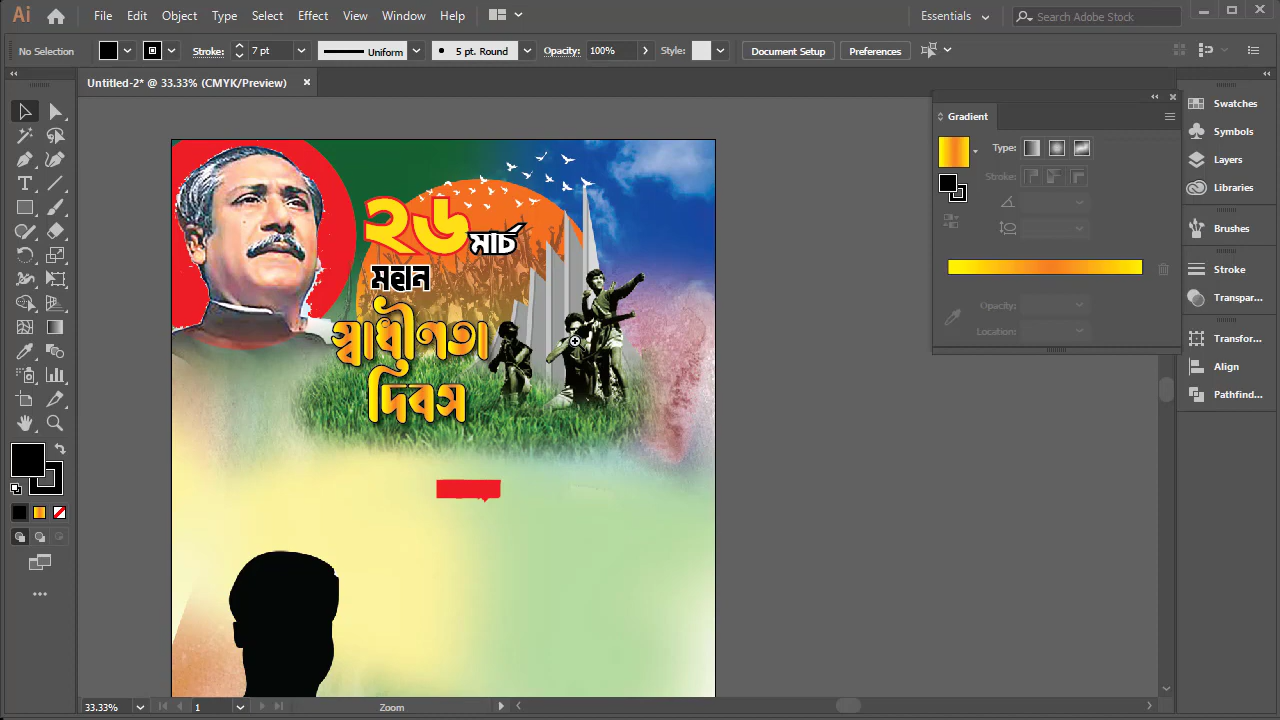 Ai File Edit Object Type Select Effect View Window Help Essentials Search Adobe Stock
No Selection Stroke: 7 pt. Uniform 5 pt. Round Opacity: 100% Style: Document Setup Preferences
Untitled-2* @ 33.33% (CMYK/Preview)
Gradient
Type:
Stroke:
Opacity:
Location:
Swatches
Symbols
Layers
Libraries
Brushes
Stroke
Transpar...
Transfor...
Align
Pathfind...
২৬ মার্চ
মহান
স্বাধীনতা
দিবস
33.33% 1 Zoom